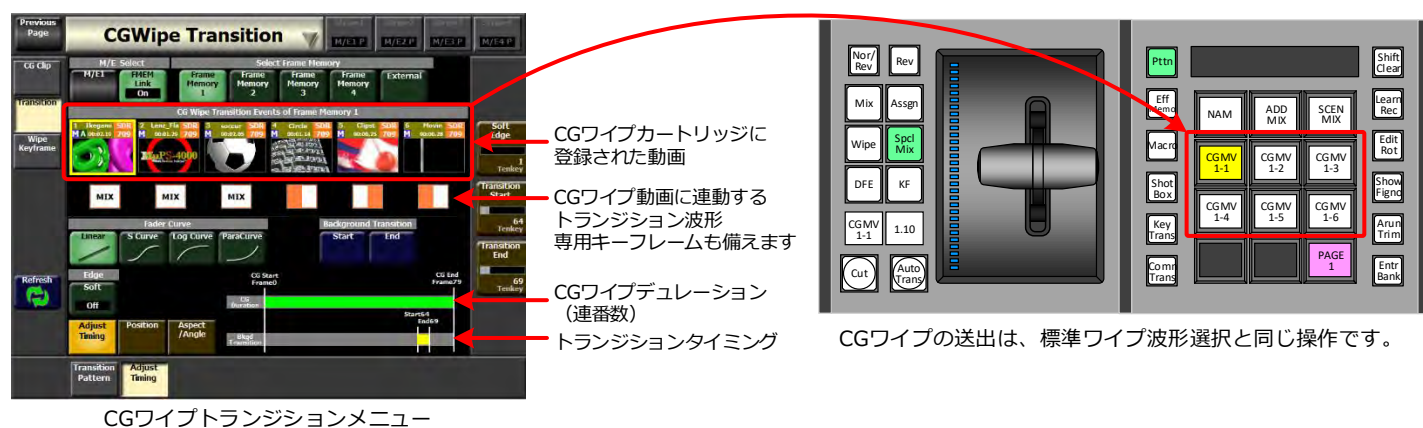 Previous
Page
CGWipe Transition
M/E1 P
M/E2 P
M/E3 P
M/E4 P
CG Clip
Transition
Wipe
Keyframe
Refresh
M/E Select
Select Frame Memory
M/E1
FMEM
Link
On
Frame
Memory
1
Frame
Memory
2
Frame
Memory
3
Frame
Memory
4
External
CG Wipe Transition Events of Frame Memory 1
MIX
MIX
MIX
Fader Curve
Background Transition
Linear
S Curve
Log Curve
ParaCurve
Start
End
Edge
Soft
Off
CG Start
Frame0
CG End
Frame79
CG
Duration
Start64
End69
Bkgd
Transition
Adjust
Timing
Position
Aspect
/Angle
Transition
Pattern
Adjust
Timing
Soft
Edge
1
Tenkey
Transition
Start
64
Tenkey
Transition
End
69
Tenkey
CGワイプカートリッジに
登録された動画
CGワイプ動画に連動する
トランジション波形
専用キーフレームも備えます
CGワイプデュレーション
（連番数）
トランジションタイミング
CGワイプトランジションメニュー
Nor/
Rev
Rev
Mix
Assgn
Wipe
Spcl
Mix
DFE
KF
CGMV
1-1
1.10
Cut
Auto
Trans
Pttn
Eff
Memo
Macro
Shot
Box
Key
Trans
Comn
Trans
NAM
ADD
MIX
SCEN
MIX
CGMV
1-1
CGMV
1-2
CGMV
1-3
CGMV
1-4
CGMV
1-5
CGMV
1-6
PAGE
1
Shift
Clear
Learn
Rec
Edit
Rot
Show
Figno
Arun
Trim
Entr
Bank
CGワイプの送出は、標準ワイプ波形選択と同じ操作です。